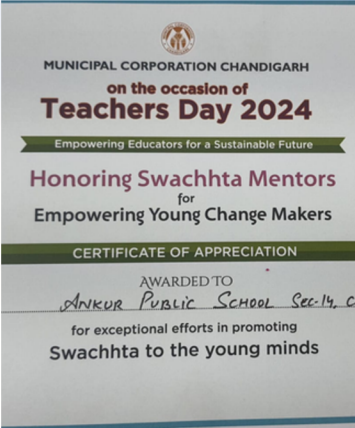 MUNICIPAL CORPORATION CHANDIGARH
on the occasion of
Teachers Day 2024
Empowering Educators for a Sustainable Future
Honoring Swachhta Mentors
for
Empowering Young Change Makers
CERTIFICATE OF APPRECIATION
AWARDED TO
ANKUR PUBLIC SCHOOL SEC-14, C
for exceptional efforts in promoting
Swachhta to the young minds